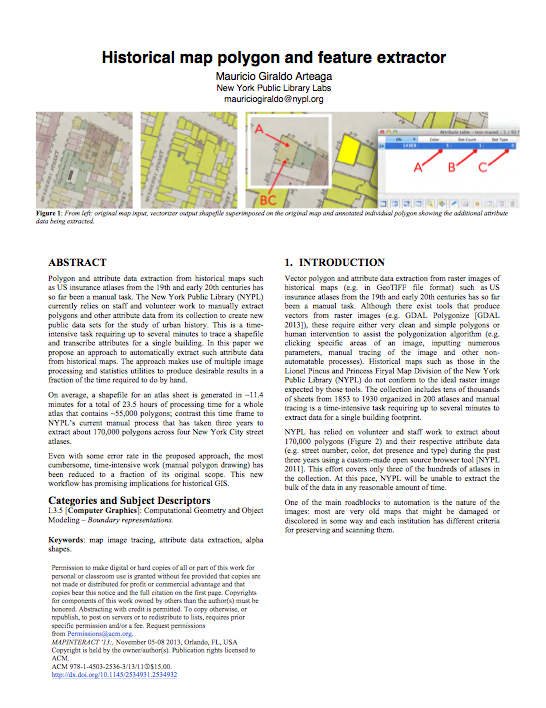 Historical map polygon and feature extractor
Mauricio Giraldo Arteaga
New York Public Library Labs
mauriciogiraldo@nypl.org
A
BC
A
B
C
Figure 1: From left: original map input, vectorizer output shapefile superimposed on the original map and annotated individual polygon showing the additional attribute
data being extracted.
ABSTRACT
Polygon and attribute data extraction from historical maps such
as US insurance atlases from the 19th and early 20th centuries has
so far been a manual task. The New York Public Library (NYPL)
currently relies on staff and volunteer work to manually extract
polygons and other attribute data from its collection to create new
public data sets for the study of urban history. This is a time-
intensive task requiring up to several minutes to trace a shapefile
and transcribe attributes for a single building. In this paper we
propose an approach to automatically extract such attribute data
from historical maps. The approach makes use of multiple image
processing and statistics utilities to produce desirable results in a
fraction of the time required to do by hand.
On average, a shapefile for an atlas sheet is generated in ~11.4
minutes for a total of 23.5 hours of processing time for a whole
atlas that contains ~55,000 polygons; contrast this time frame to
NYPL's current manual process that has taken three years to
extract about 170,000 polygons across four New York City street
atlases.
Even with some error rate in the proposed approach, the most
cumbersome, time-intensive work (manual polygon drawing) has
been reduced to a fraction of its original scope. This new
workflow has promising implications for historical GIS.
Categories and Subject Descriptors
I.3.5 [Computer Graphics]: Computational Geometry and Object
Modeling – Boundary representations.
Keywords: map image tracing, attribute data extraction, alpha
shapes.
Permission to make digital or hard copies of all or part of this work for
personal or classroom use is granted without fee provided that copies are
not made or distributed for profit or commercial advantage and that
copies bear this notice and the full citation on the first page. Copyrights
for components of this work owned by others than the author(s) must be
honored. Abstracting with credit is permitted. To copy otherwise, or
republish, to post on servers or to redistribute to lists, requires prior
specific permission and/or a fee. Request permissions
from Permissions@acm.org.
MAPINTERACT '13:, November 05-08 2013, Orlando, FL, USA
Copyright is held by the owner/author(s). Publication rights licensed to
ACM.
ACM 978-1-4503-2536-3/13/11©$15.00.
http://dx.doi.org/10.1145/2534931.2534932
1. INTRODUCTION
Vector polygon and attribute data extraction from raster images of
historical maps (e.g. in GeoTIFF file format) such as US
insurance atlases from the 19th and early 20th centuries has so far
been a manual task. Although there exist tools that produce
vectors from raster images (e.g. GDAL Polygonize [GDAL
2013]), these require either very clean and simple polygons or
human intervention to assist the polygonization algorithm (e.g.
clicking specific areas of an image, inputting numerous
parameters, manual tracing of the image and other non-
automatable processes). Historical maps such as those in the
Lionel Pincus and Princess Firyal Map Division of the New York
Public Library (NYPL) do not conform to the ideal raster image
expected by those tools. The collection includes tens of thousands
of sheets from 1853 to 1930 organized in 200 atlases and manual
tracing is a time-intensive task requiring up to several minutes to
extract data for a single building footprint.
NYPL has relied on volunteer and staff work to extract about
170,000 polygons (Figure 2) and their respective attribute data
(e.g. street number, color, dot presence and type) during the past
three years using a custom-made open source browser tool [NYPL
2011]. This effort covers only three of the hundreds of atlases in
the collection. At this pace, NYPL will be unable to extract the
bulk of the data in any reasonable amount of time.
One of the main roadblocks to automation is the nature of the
images: most are very old maps that might be damaged or
discolored in some way and each institution has different criteria
for preserving and scanning them.